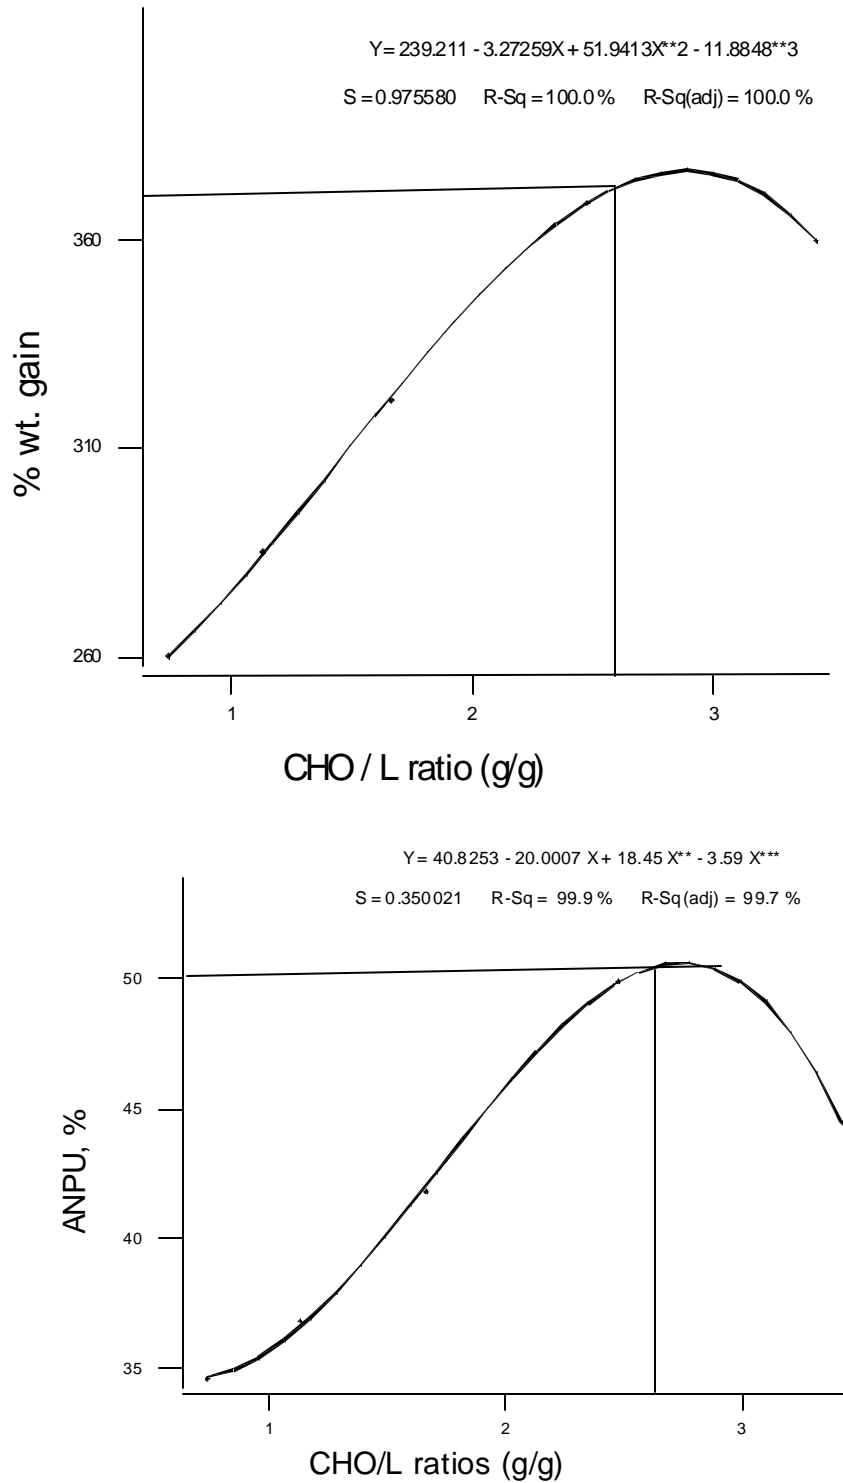 Y= 239.211 - 3.27259X + 51.9413X**2 - 11.8848**3
S = 0.975580 R-Sq = 100.0 % R-Sq(adj) = 100.0 %
360
310
260
% wt. gain
1 2 3
CHO / L ratio (g/g)
Y = 40.8253 - 20.0007 X + 18.45 X** - 3.59 X***
S = 0.350021 R-Sq = 99.9 % R-Sq(adj) = 99.7 %
50
45
40
35
ANPU, %
1 2 3
CHO/L ratios (g/g)